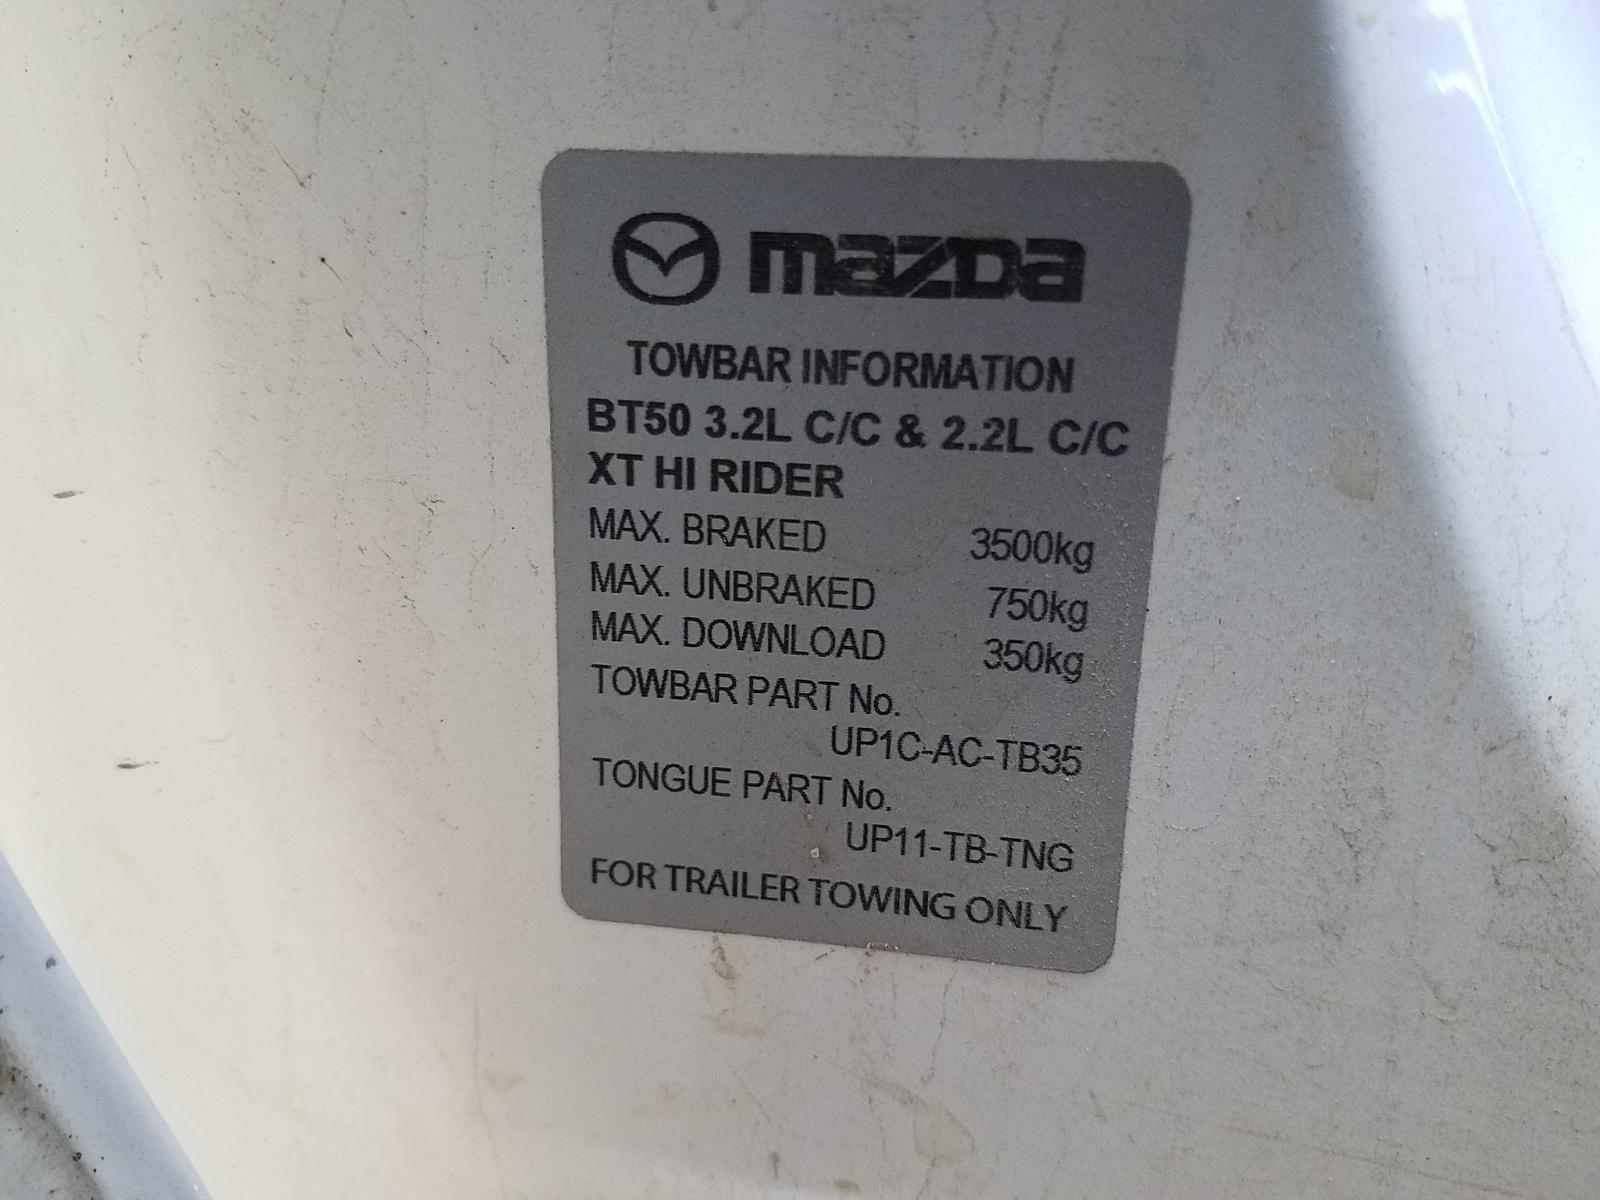 mazda
TOWBAR INFORMATION
BT50 3.2L C/C & 2.2L C/C
XT HI RIDER
MAX. BRAKED 3500kg
MAX. UNBRAKED 750kg
MAX. DOWNLOAD 350kg
TOWBAR PART No.
UP1C-AC-TB35
TONGUE PART No.
UP11-TB-TNG
FOR TRAILER TOWING ONLY